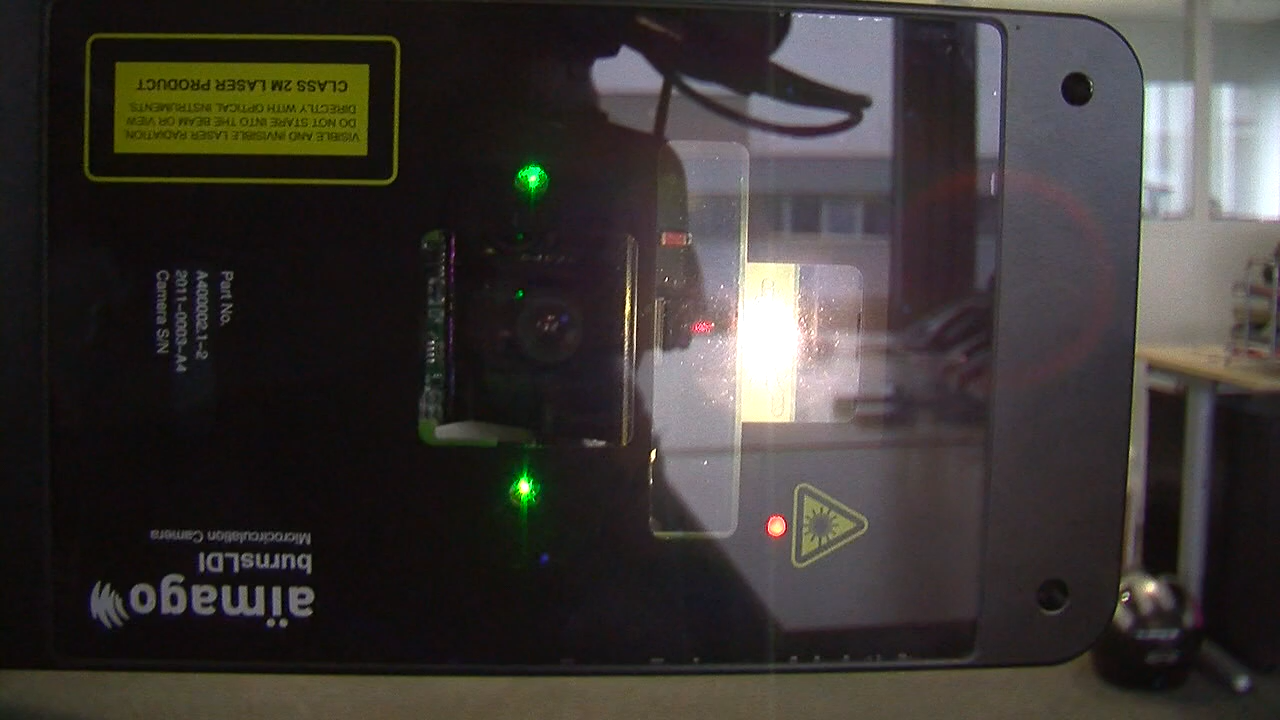 VISIBLE AND INVISIBLE LASER RADIATION
DO NOT STARE INTO THE BEAM OR VIEW
DIRECTLY WITH OPTICAL INSTRUMENTS
CLASS 2M LASER PRODUCT
Part No.
A400002.1-2
2011-0003-A4
Camera S/N
aïmago
burnsLDI
Microcirculation Camera